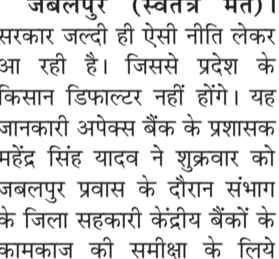 जबलपुर (स्वतंत्र मत)।
सरकार जल्दी ही ऐसी नीति लेकर
आ रही है। जिससे प्रदेश के
किसान डिफाल्टर नहीं होंगे। यह
जानकारी अपेक्स बैंक के प्रशासक
महेंद्र सिंह यादव ने शुक्रवार को
जबलपुर प्रवास के दौरान संभाग
के जिला सहकारी केंद्रीय बैंकों के
कामकाज की समीक्षा के लिये